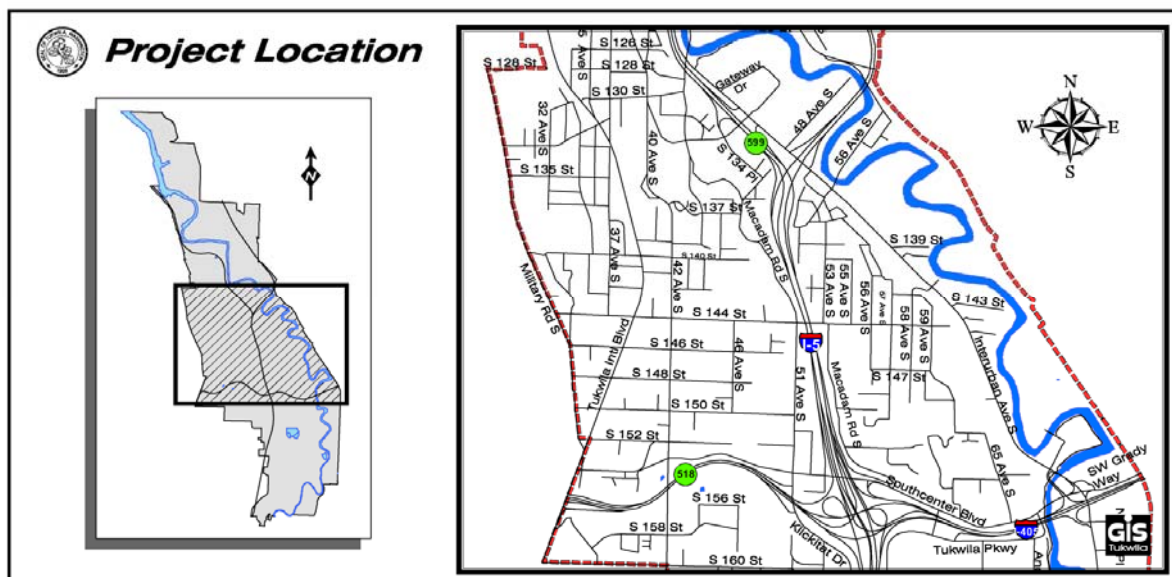 Project Location
N
N
W E
S
S 126 St
S 128 St
S 128 St
S 130 St
Gateway Dr
48 Ave S
56 Ave S
32 Ave S
40 Ave S
599
S 134 Pl
S 135 St
S 137 St
Macadam Rd S
S 139 St
37 Ave S
S 140 St
42 Ave S
Military Rd S
53 Ave S
55 Ave S
56 Ave S
57 Ave S
58 Ave S
59 Ave S
S 143 St
S 144 St
Tukwila Intl Blvd
S 146 St
46 Ave S
I-5
Interurban Ave S
S 147 St
S 148 St
51 Ave S
Macadam Rd S
S 150 St
S 152 St
65 Ave S
SW Grady Way
518
Southcenter Blvd
S 156 St
Klickitat Dr
S 158 St
I-405
Tukwila Pkwy
S 160 St
GIS
Tukwila